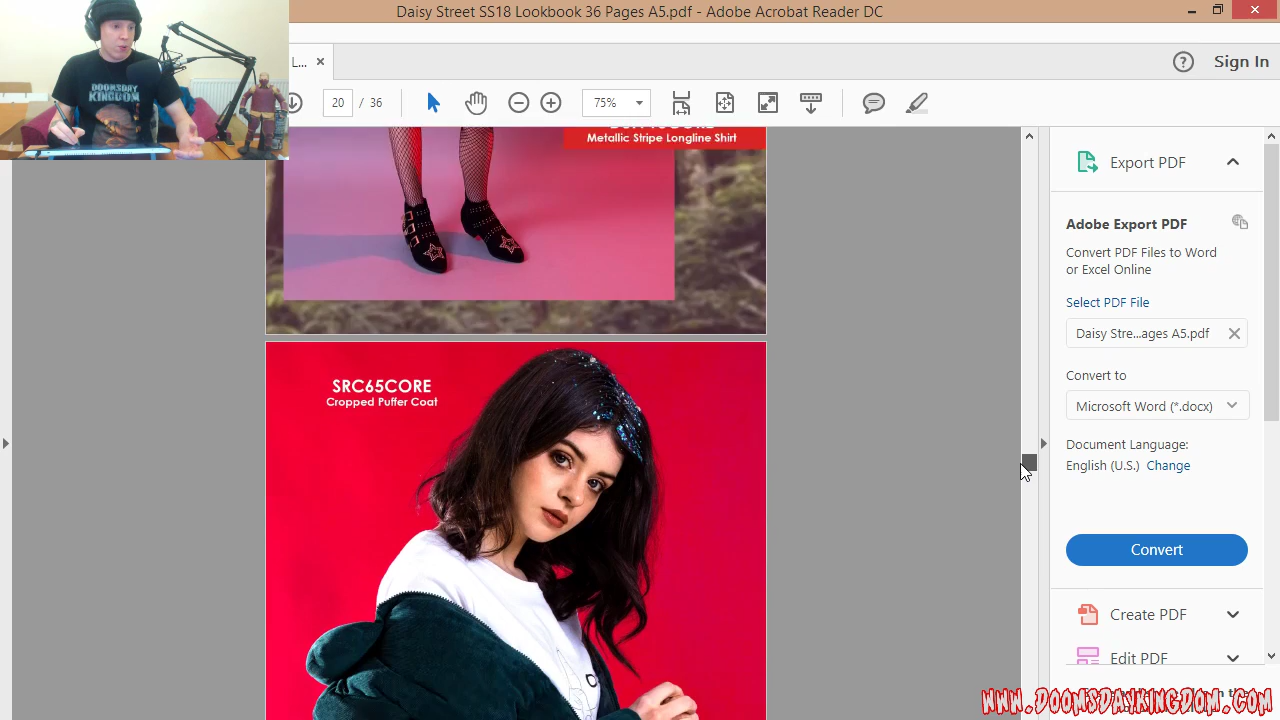 Daisy Street SS18 Lookbook 36 Pages A5.pdf - Adobe Acrobat Reader DC
L...
Sign In
20 / 36
75%
DOOMSDAY
KINGDOM
Metallic Stripe Longline Shirt
Export PDF
Adobe Export PDF
Convert PDF Files to Word
or Excel Online
Select PDF File
Daisy Stre...ages A5.pdf
Convert to
Microsoft Word (*.docx)
Document Language:
English (U.S.) Change
Convert
Create PDF
Edit PDF
SRC65CORE
Cropped Puffer Coat
www.DOOMSDAYKINGDOM.COM